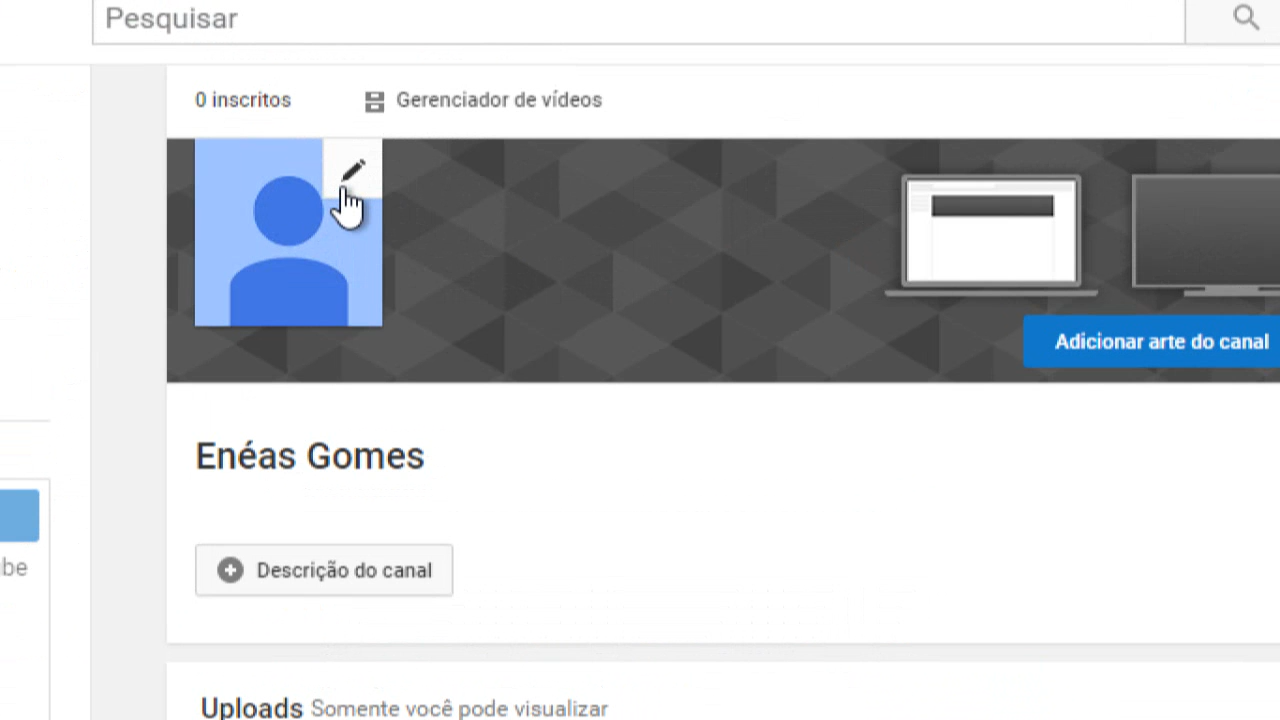 Pesquisar
0 inscritos Gerenciador de vídeos
Adicionar arte do canal
Enéas Gomes
Descrição do canal
Uploads Somente você pode visualizar